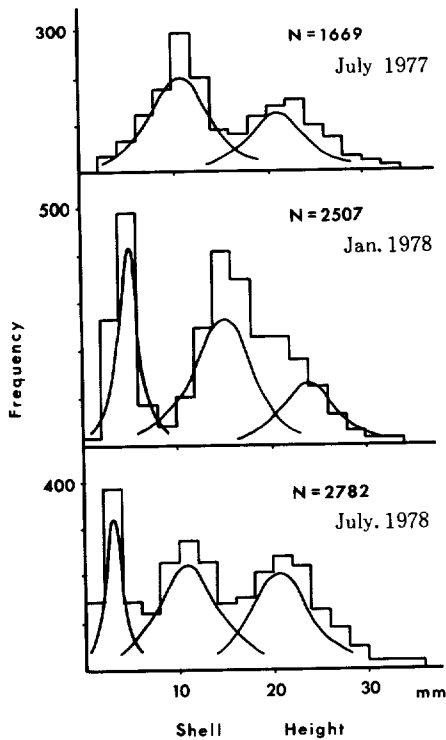 300
N=1669
July 1977
500
N=2507
Jan. 1978
Frequency
400
N=2782
July. 1978
10 20 30 mm
Shell Height